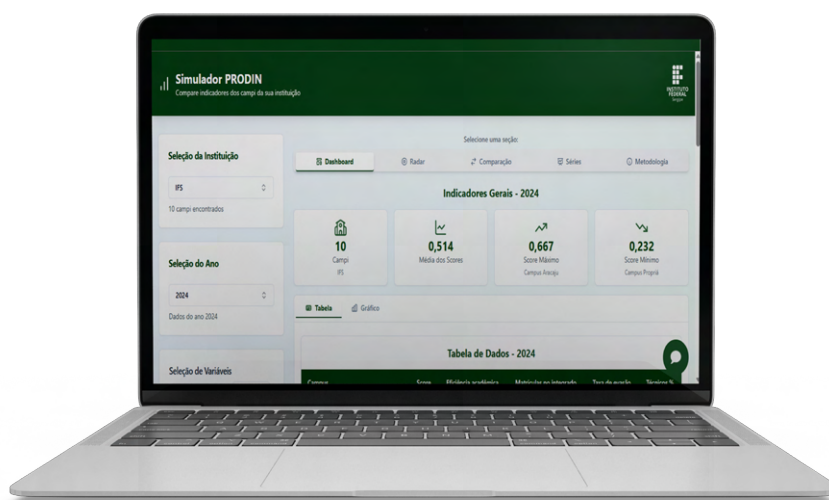 Simulador PRODIN
Compare indicadores dos campi da sua instituição
INSTITUTO
FEDERAL
Sergipe
Selecione uma seção:
Seleção da Instituição
IFS
10 campi encontrados
Dashboard
Radar
Comparação
Séries
Metodologia
Indicadores Gerais - 2024
10
Campi
IFS
0,514
Média dos Scores
0,667
Score Máximo
Campus Aracaju
0,232
Score Mínimo
Campus Propriá
Seleção do Ano
2024
Dados do ano 2024
Tabela
Gráfico
Seleção de Variáveis
Tabela de Dados - 2024
Campus
Score
Eficiência acadêmica
Matrículas no integrado
Taxa de evasão
Técnicos %